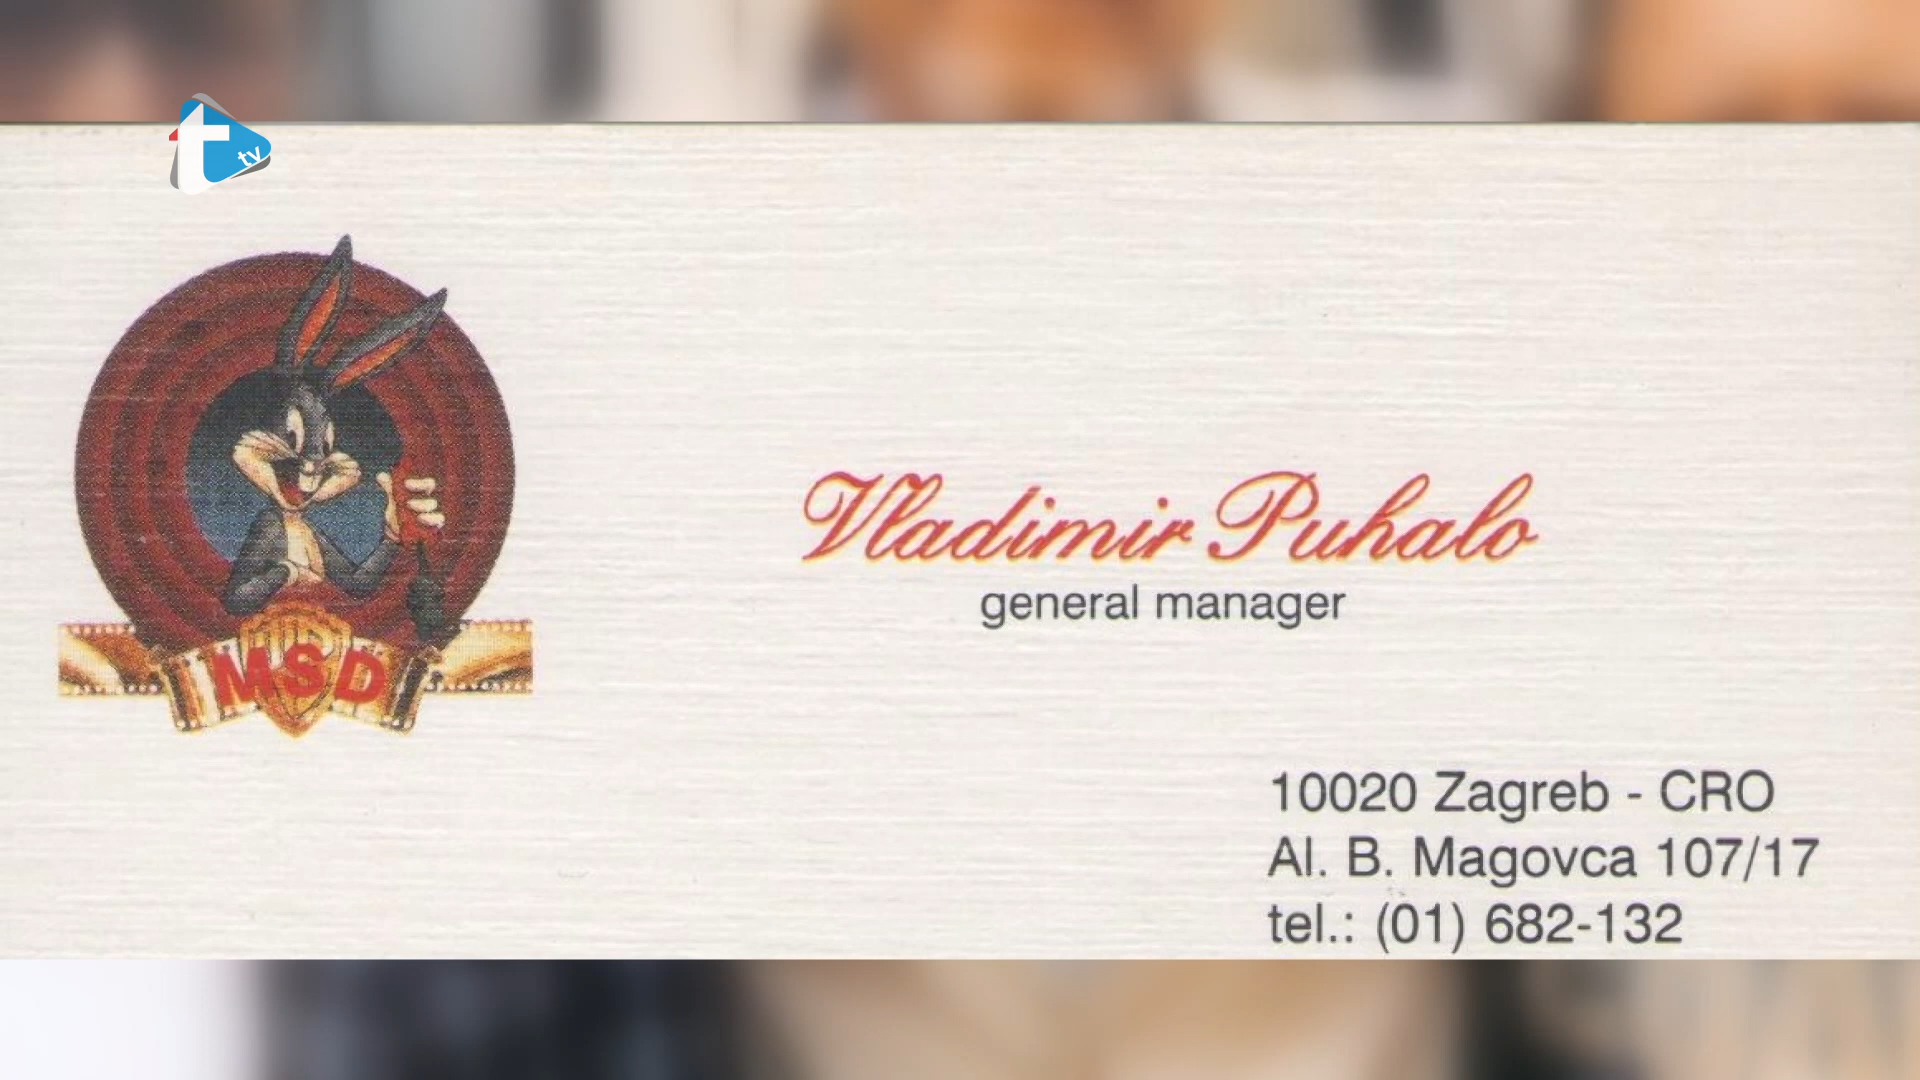 t tv
MSD
Vladimir Puhalo
general manager
10020 Zagreb - CRO
Al. B. Magovca 107/17
tel.: (01) 682-132